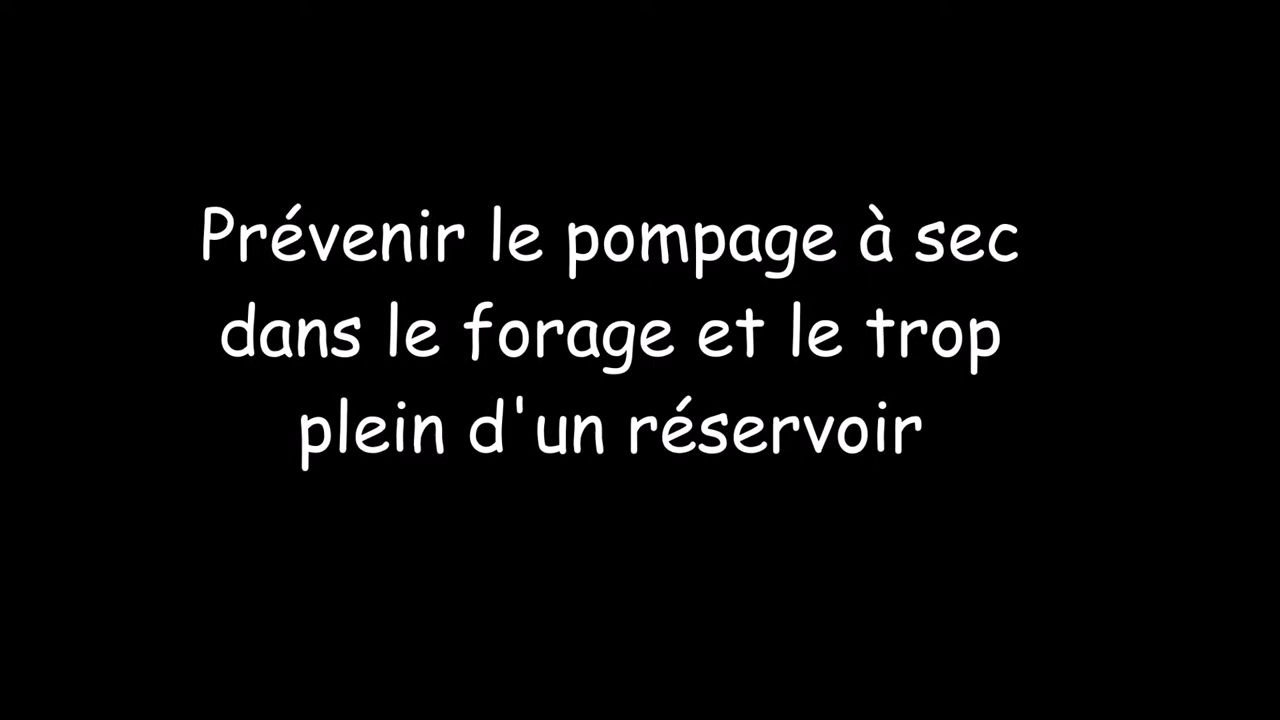 Prévenir le pompage à sec
dans le forage et le trop
plein d'un réservoir